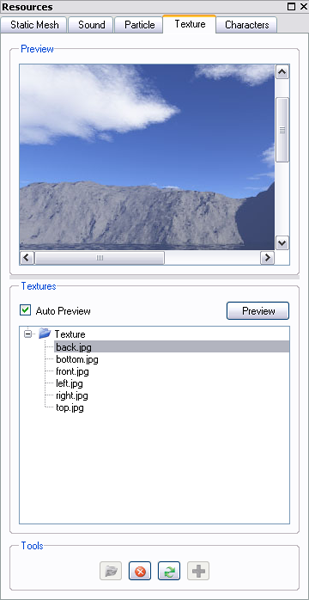 Resources
Static Mesh Sound Particle Texture Characters
Preview
Textures
Auto Preview Preview
Texture
back.jpg
bottom.jpg
front.jpg
left.jpg
right.jpg
top.jpg
Tools